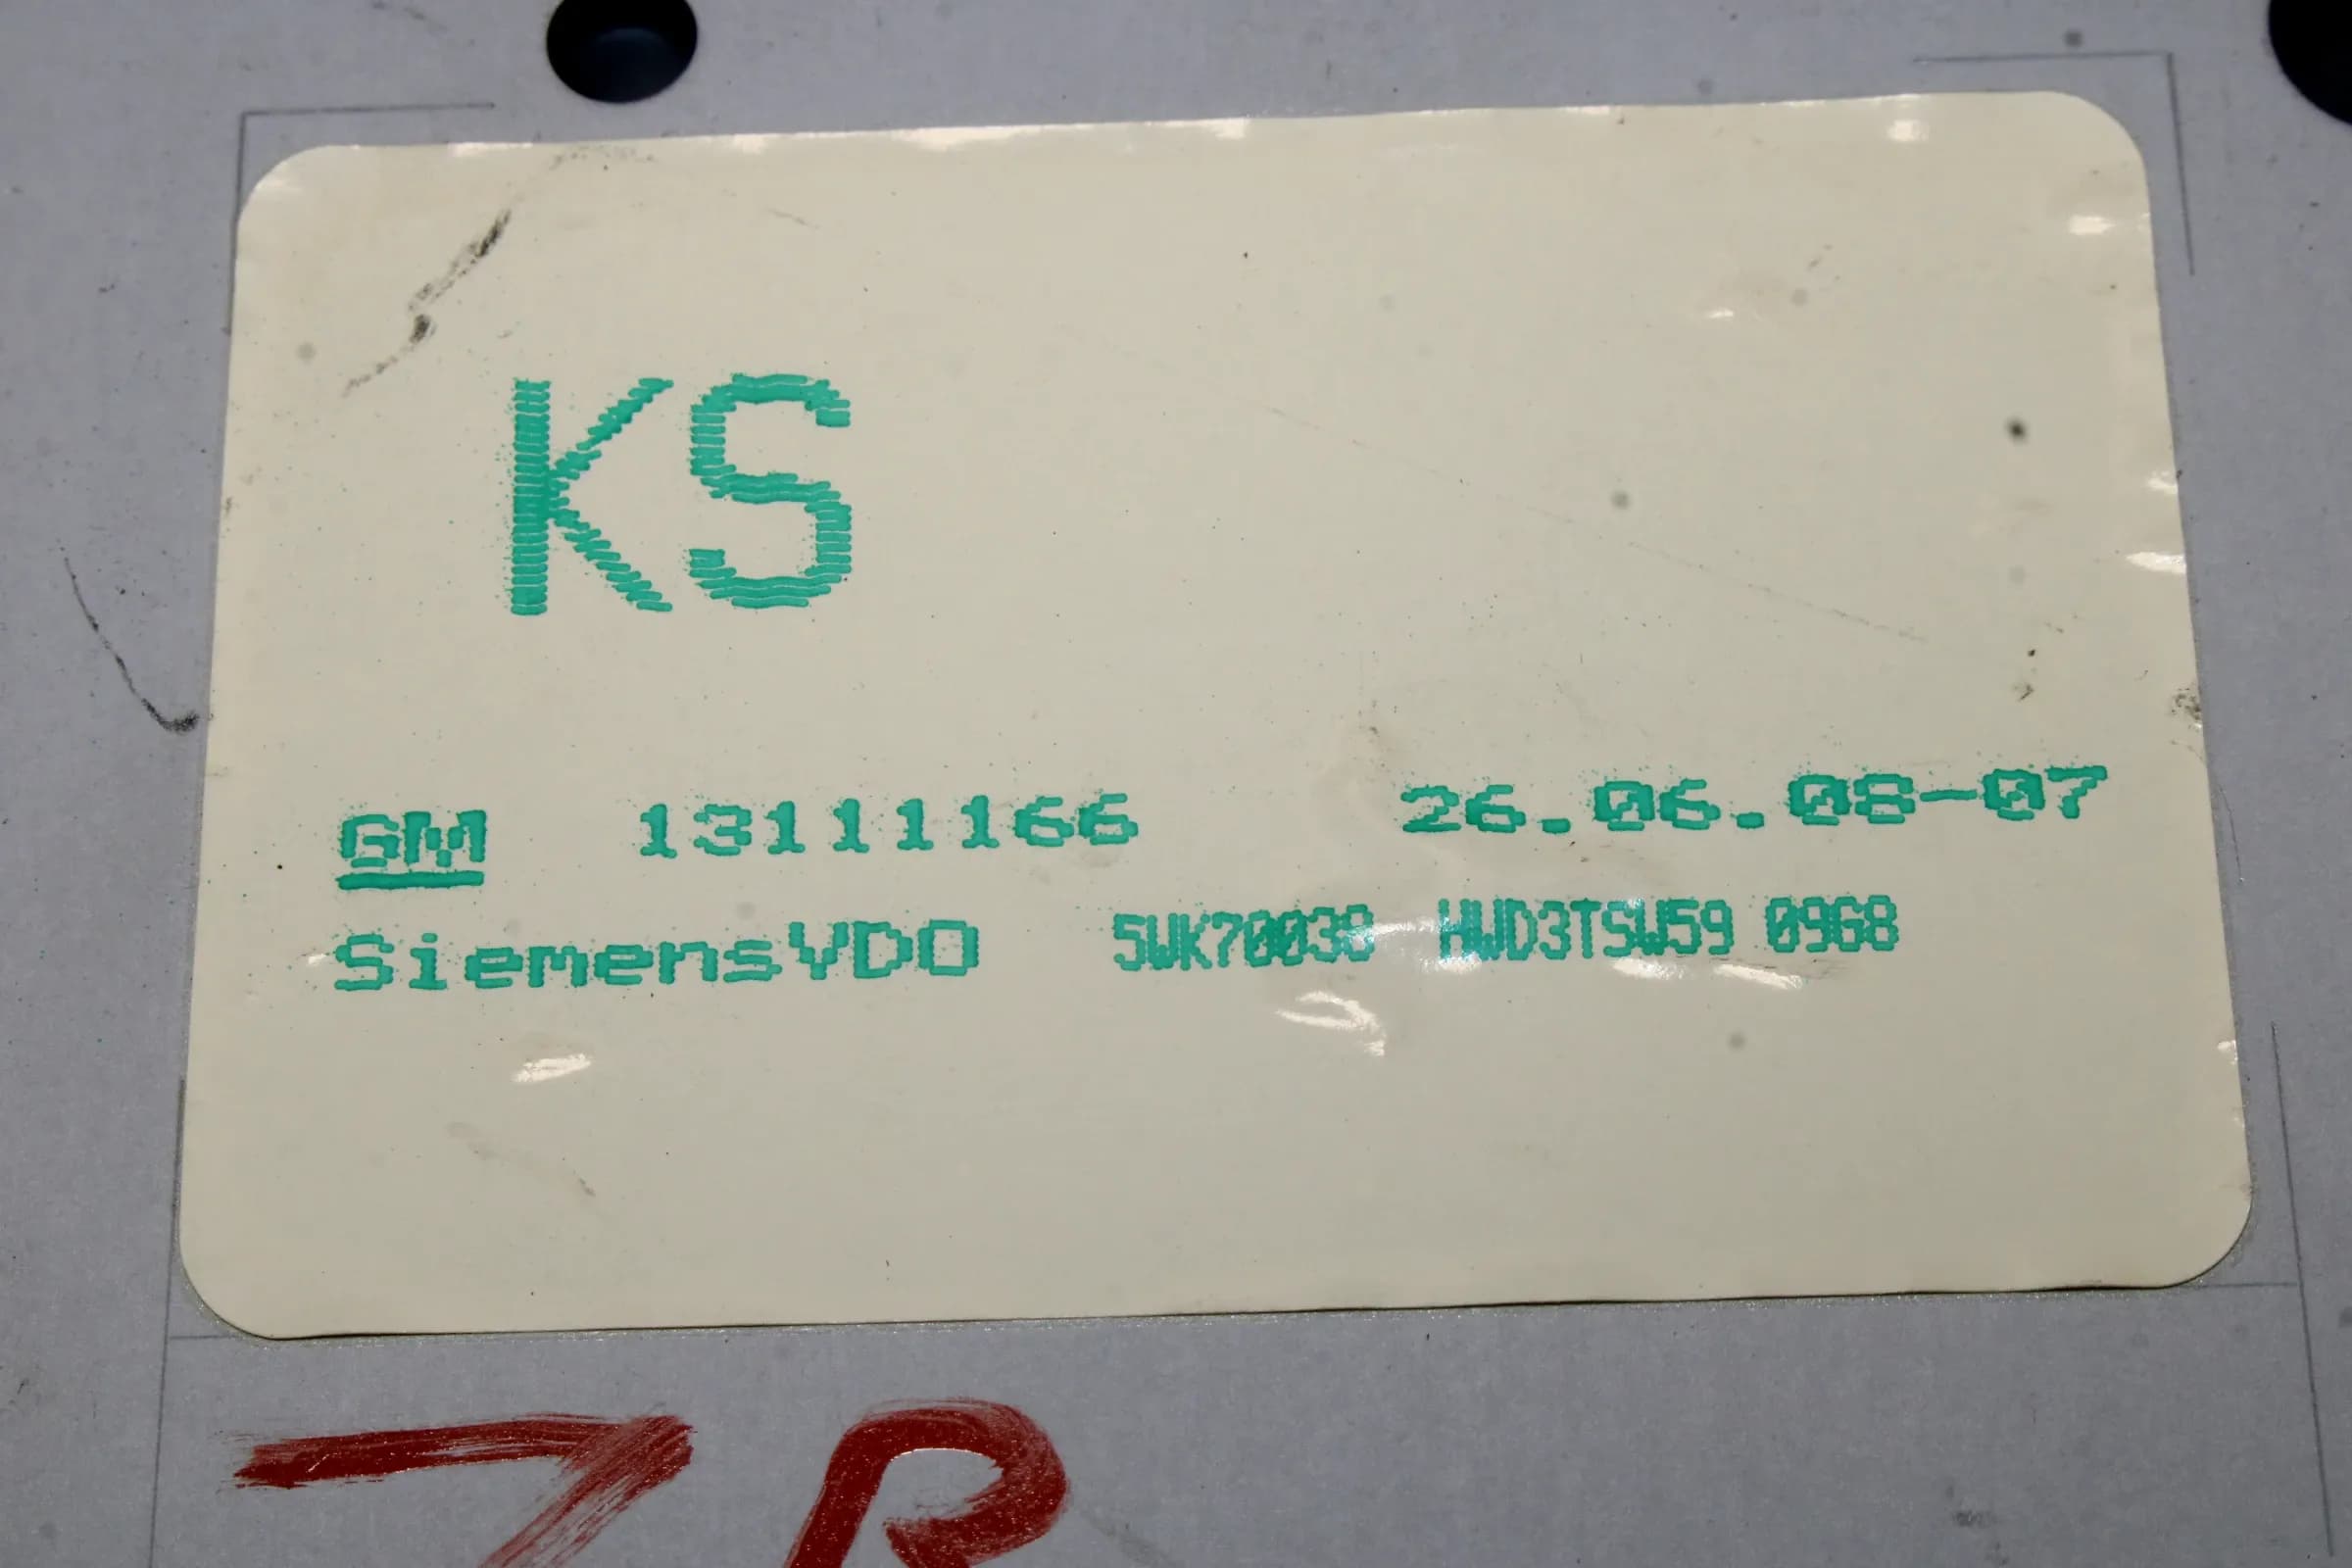 KS
GM 13111166 26.06.08-07
SiemensVDO 5WK70038 HWD3TSW59 0968